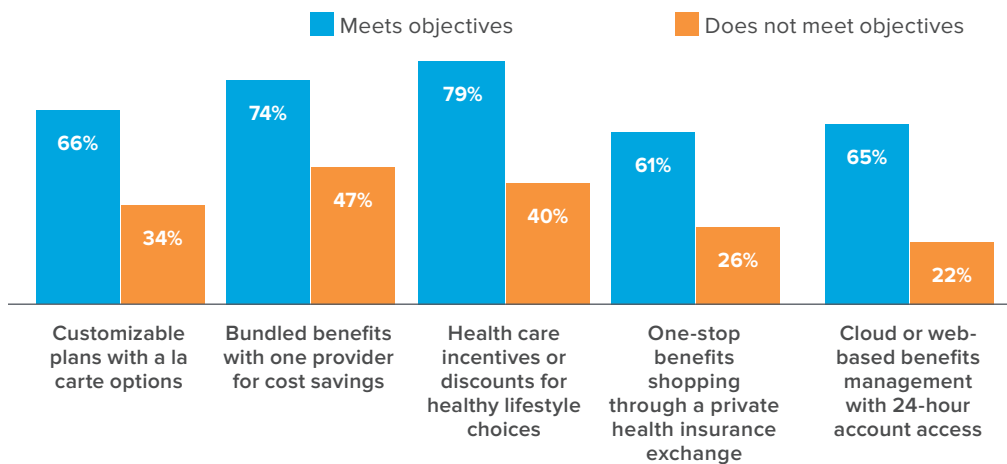 Meets objectives
Does not meet objectives
66%
34%
74%
47%
79%
40%
61%
26%
65%
22%
Customizable
plans with a la
carte options
Bundled benefits
with one provider
for cost savings
Health care
incentives or
discounts for
healthy lifestyle
choices
One-stop
benefits
shopping
through a private
health insurance
exchange
Cloud or web-
based benefits
management
with 24-hour
account access